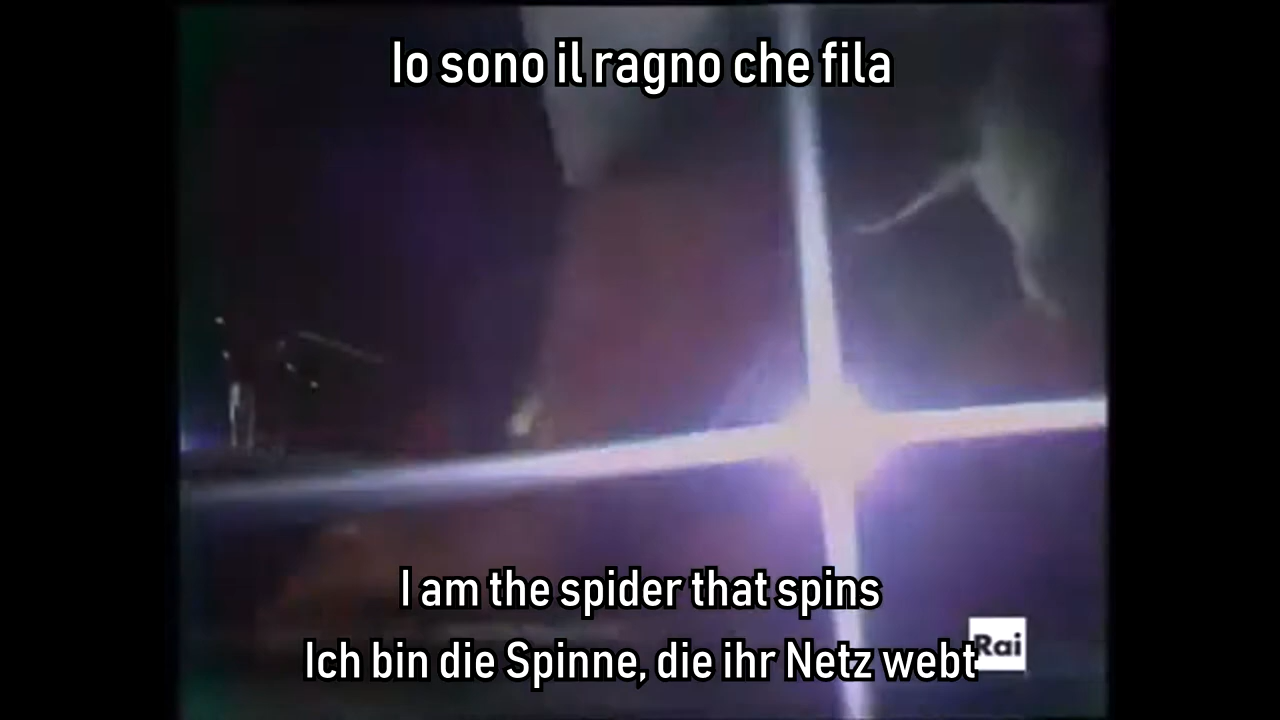 Io sono il ragno che fila
I am the spider that spins
Ich bin die Spinne, die ihr Netz webt
Rai